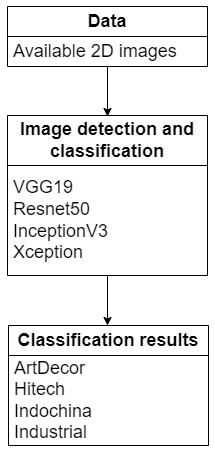 Data
Available 2D images
Image detection and
classification
VGG19
Resnet50
InceptionV3
Xception
Classification results
ArtDecor
Hitech
Indochina
Industrial